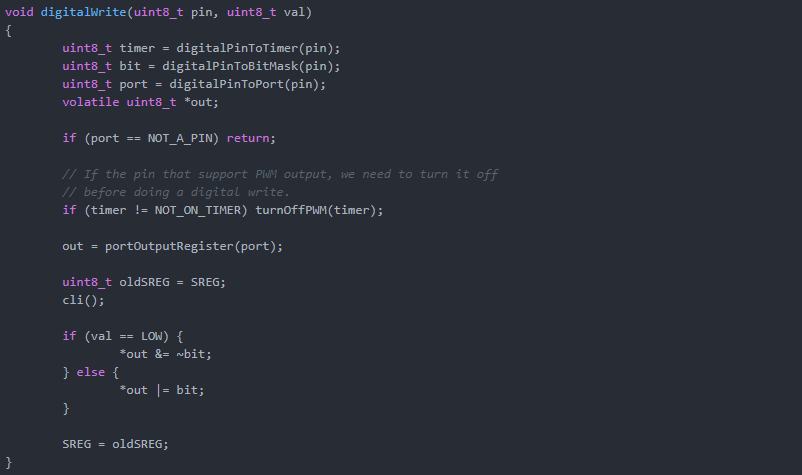 void digitalWrite(uint8_t pin, uint8_t val)
{
        uint8_t timer = digitalPinToTimer(pin);
        uint8_t bit = digitalPinToBitMask(pin);
        uint8_t port = digitalPinToPort(pin);
        volatile uint8_t *out;

        if (port == NOT_A_PIN) return;

        // If the pin that support PWM output, we need to turn it off
        // before doing a digital write.
        if (timer != NOT_ON_TIMER) turnOffPWM(timer);

        out = portOutputRegister(port);

        uint8_t oldSREG = SREG;
        cli();

        if (val == LOW) {
                *out &= ~bit;
        } else {
                *out |= bit;
        }

        SREG = oldSREG;
}